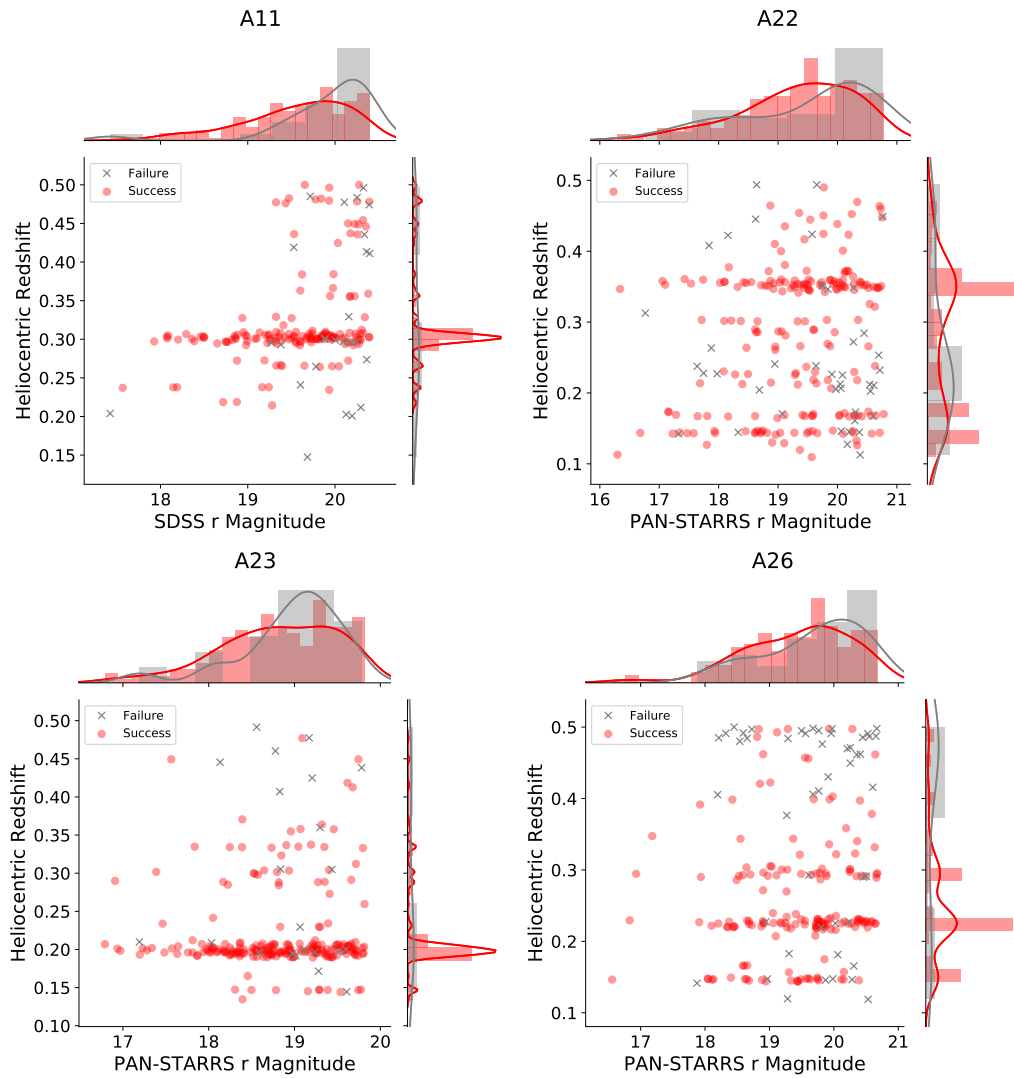 A11
Failure
Success
0.50
0.45
0.40
0.35
0.30
0.25
0.20
0.15
Heliocentric Redshift
18 19 20
SDSS r Magnitude
A22
Failure
Success
0.5
0.4
0.3
0.2
0.1
Heliocentric Redshift
16 17 18 19 20 21
PAN-STARRS r Magnitude
A23
Failure
Success
0.50
0.45
0.40
0.35
0.30
0.25
0.20
0.15
0.10
Heliocentric Redshift
17 18 19 20
PAN-STARRS r Magnitude
A26
Failure
Success
0.5
0.4
0.3
0.2
0.1
Heliocentric Redshift
17 18 19 20 21
PAN-STARRS r Magnitude